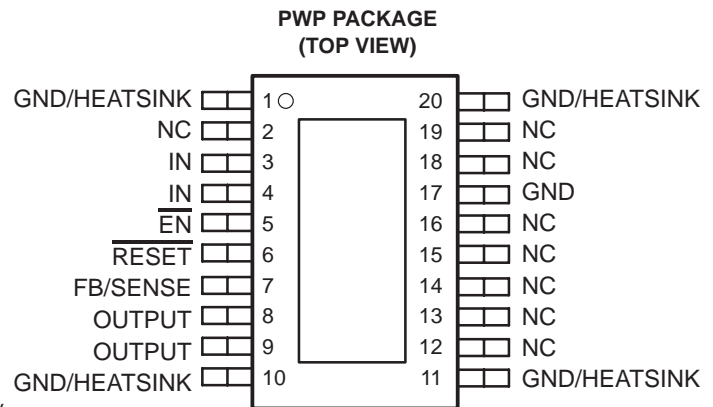 PWP PACKAGE
(TOP VIEW)
GND/HEATSINK 1 20 GND/HEATSINK
NC 2 19 NC
IN 3 18 NC
IN 4 17 GND
EN 5 16 NC
RESET 6 15 NC
FB/SENSE 7 14 NC
OUTPUT 8 13 NC
OUTPUT 9 12 NC
GND/HEATSINK 10 11 GND/HEATSINK